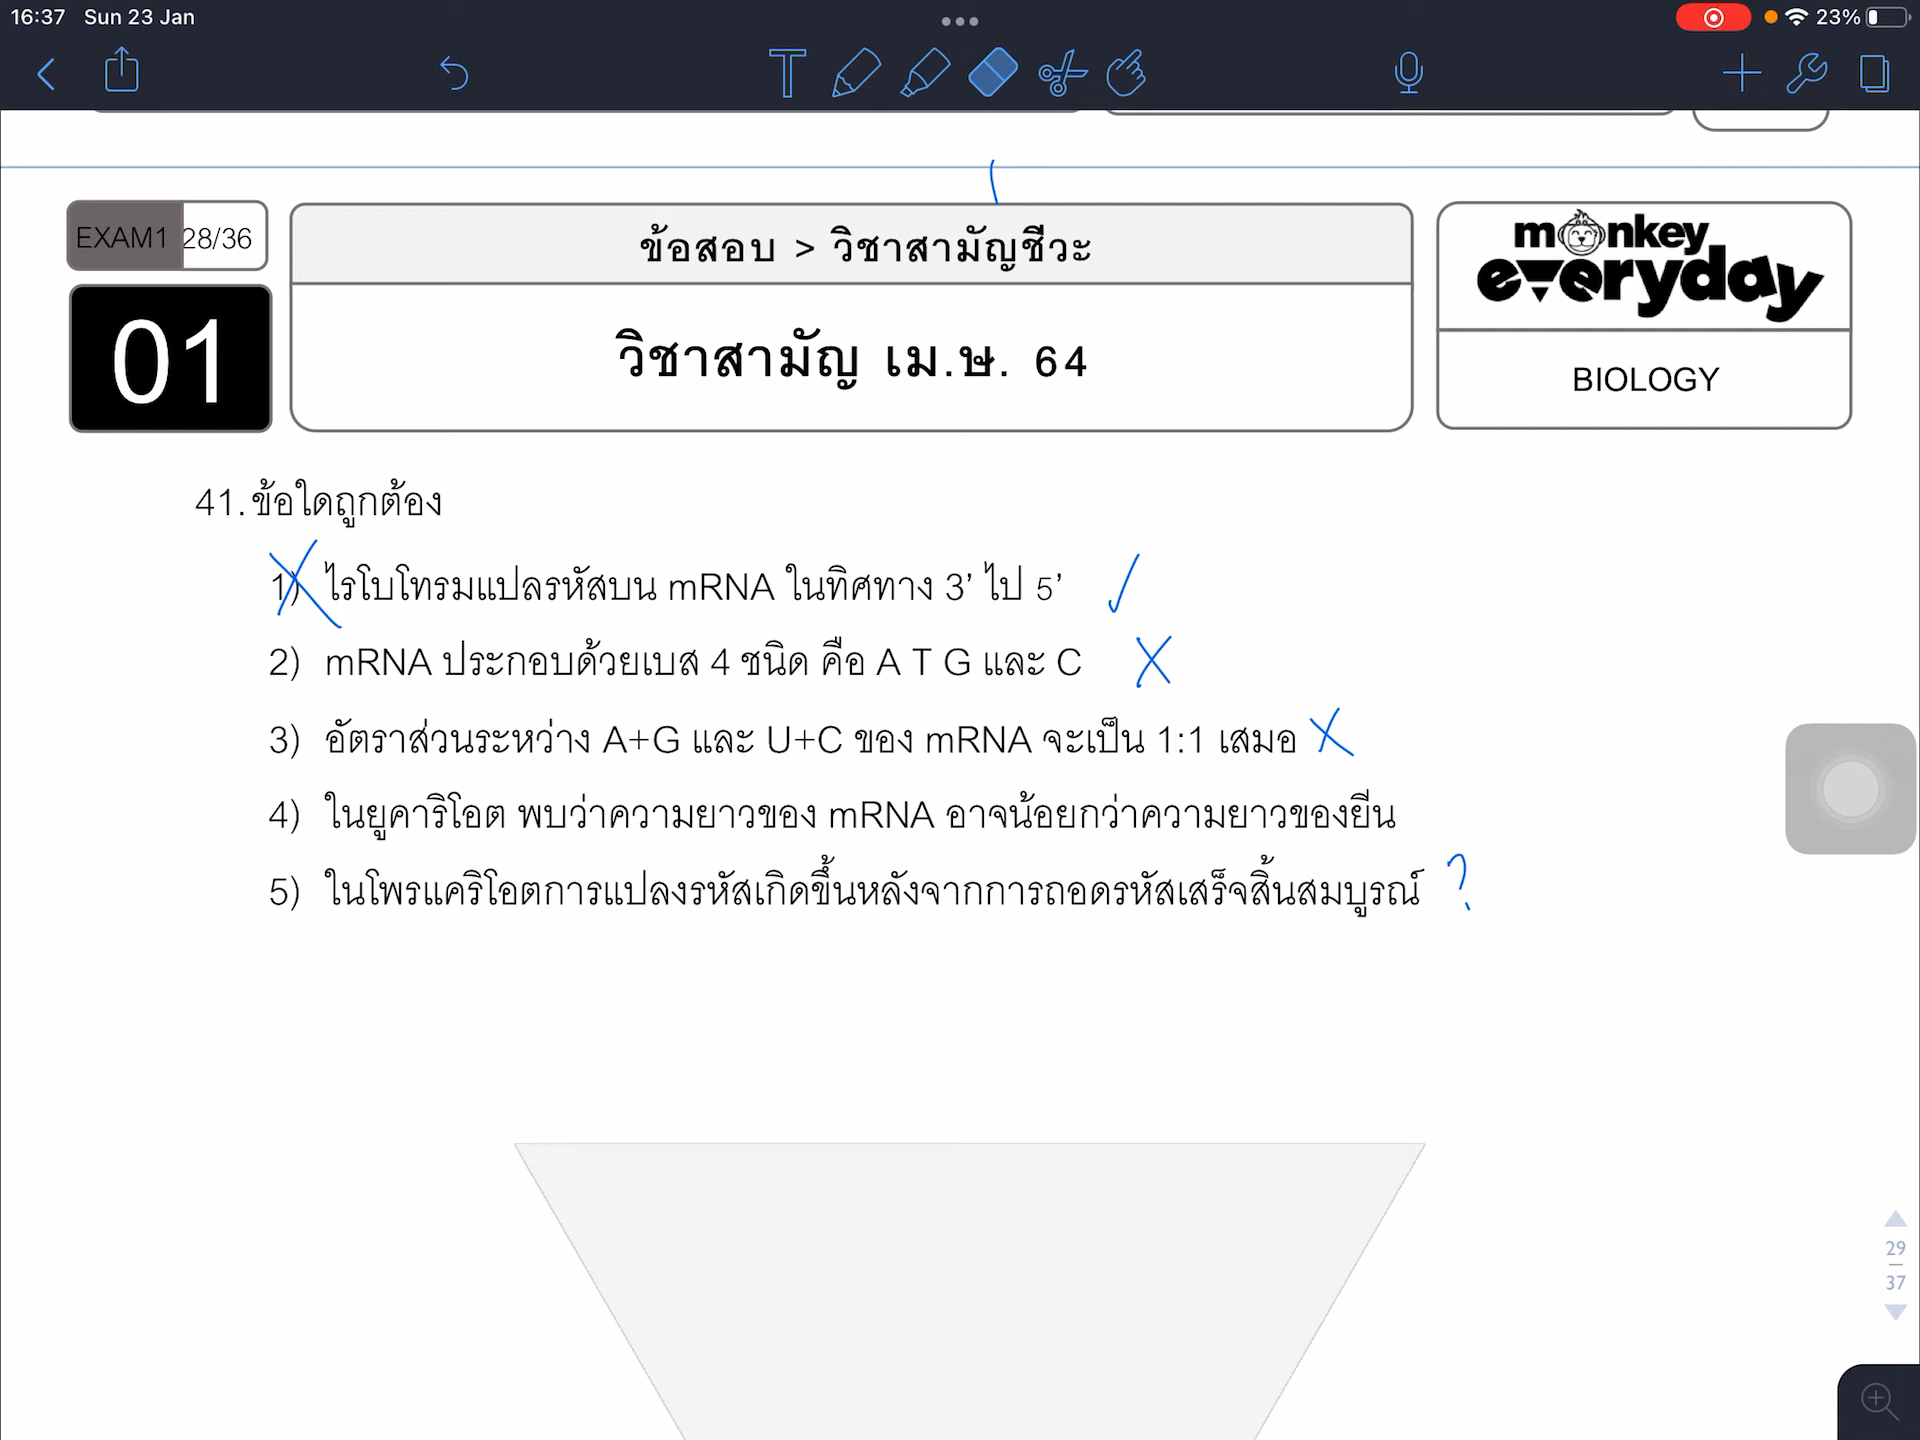 16:37 Sun 23 Jan
23%
EXAM1 28/36
01
ข้อสอบ > วิชาสามัญชีวะ
วิชาสามัญ เม.ษ. 64
monkey
everyday
BIOLOGY
41. ข้อใดถูกต้อง
1) ไรโบโทรมแปลรหัสบน mRNA ในทิศทาง 3’ ไป 5’
2) mRNA ประกอบด้วยเบส 4 ชนิด คือ A T G และ C
3) อัตราส่วนระหว่าง A+G และ U+C ของ mRNA จะเป็น 1:1 เสมอ
4) ในยูคาริโอต พบว่าความยาวของ mRNA อาจน้อยกว่าความยาวของยีน
5) ในโพรแคริโอตการแปลงรหัสเกิดขึ้นหลังจากการถอดรหัสเสร็จสิ้นสมบูรณ์ ?
29
37